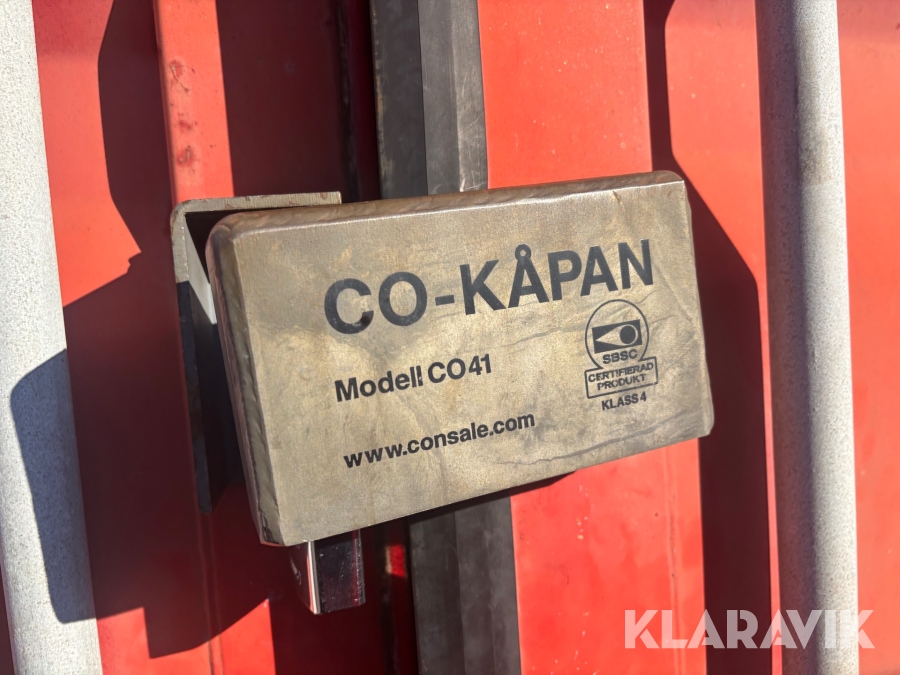 CO-KÅPAN
Modell CO41
www.consale.com
SBSC
CERTIFIERAD
PRODUKT
KLASS 4
KLARAVIK